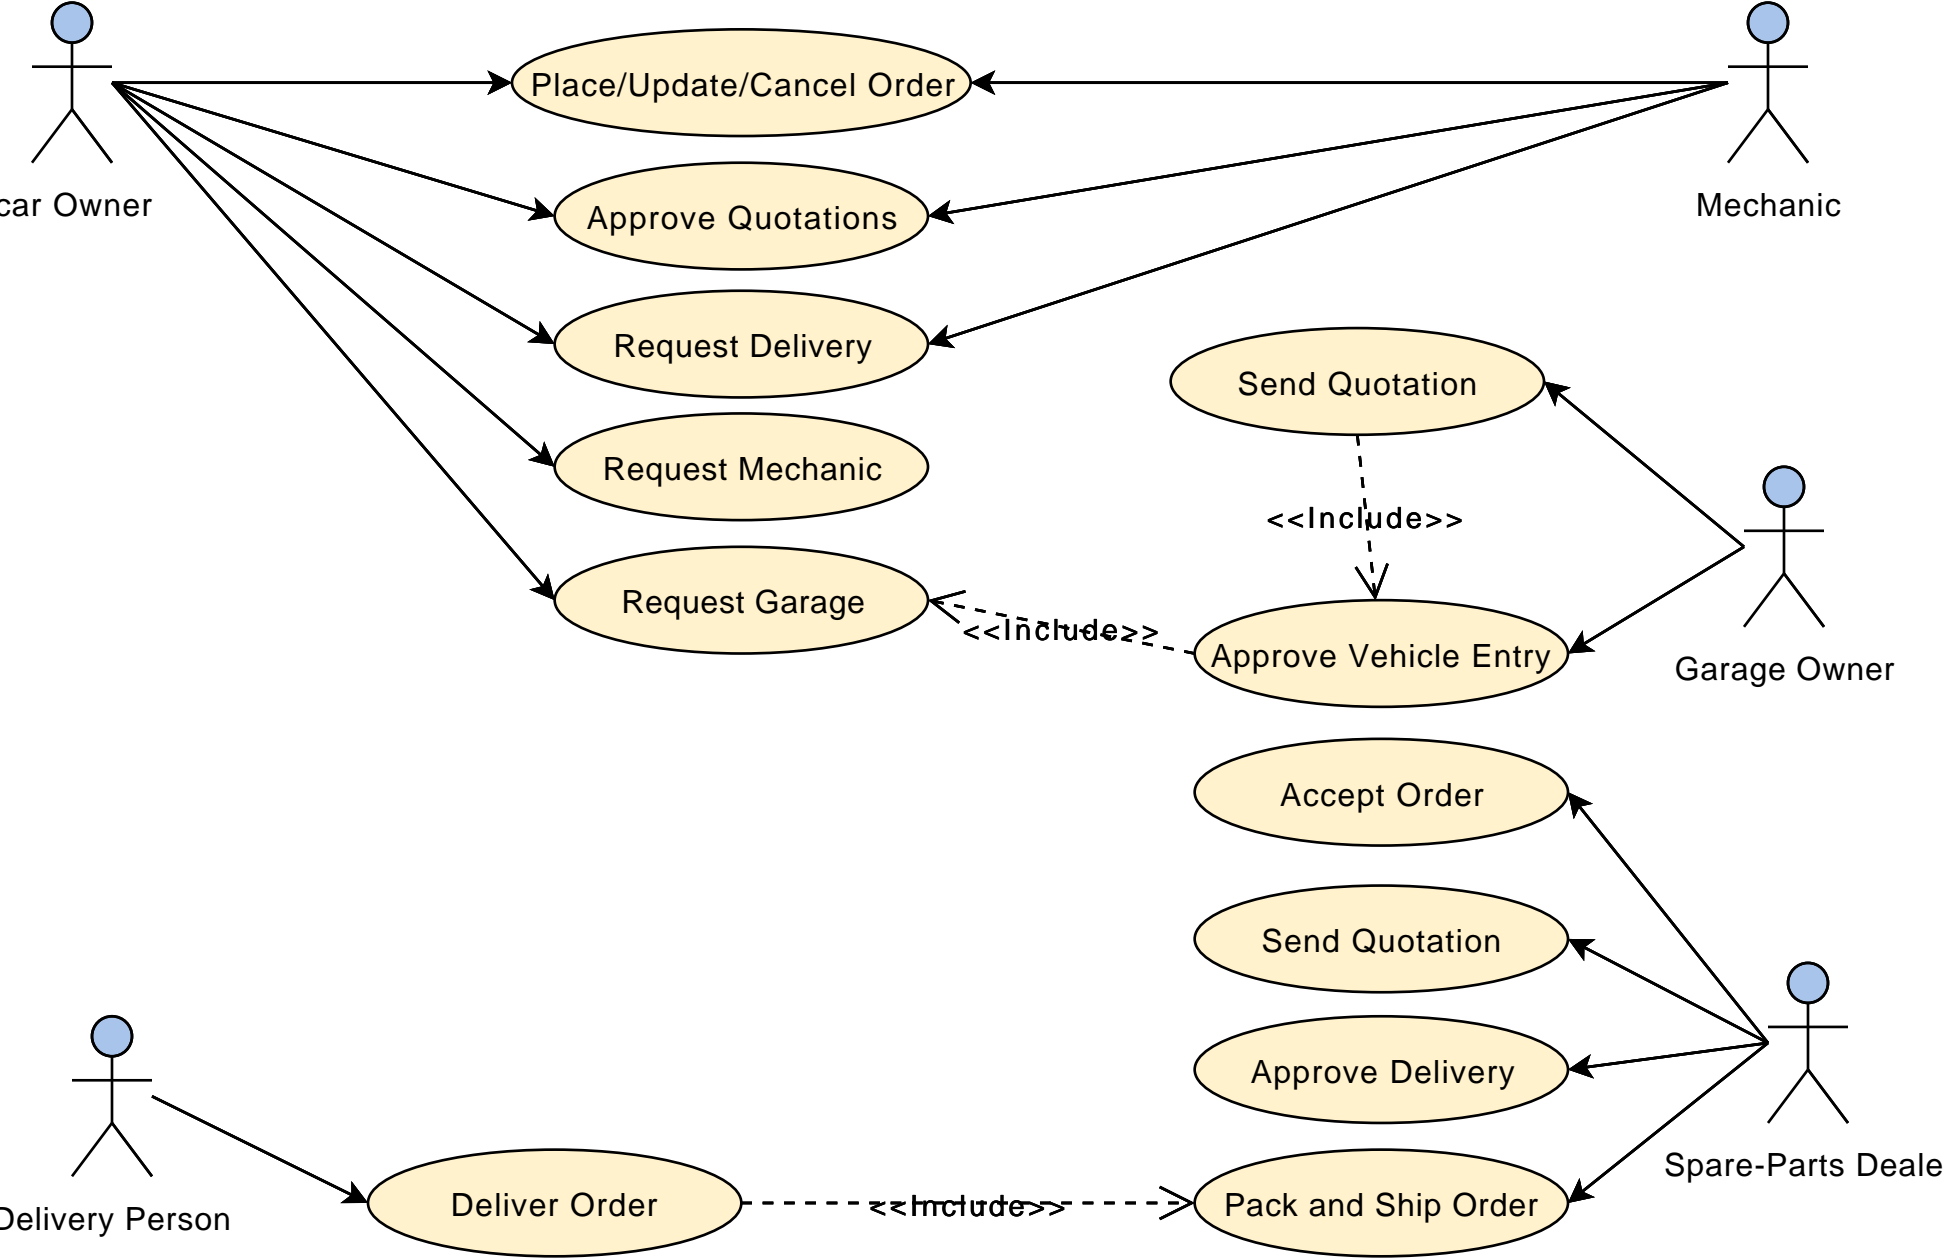 Place/Update/Cancel Order
car Owner
Mechanic
Approve Quotations
Request Delivery
Send Quotation
Request Mechanic
<<Include>>
Request Garage
<<Include>>
Approve Vehicle Entry
Garage Owner
Accept Order
Send Quotation
Approve Delivery
Spare-Parts Deale
Delivery Person
Deliver Order
<<Include>>
Pack and Ship Order